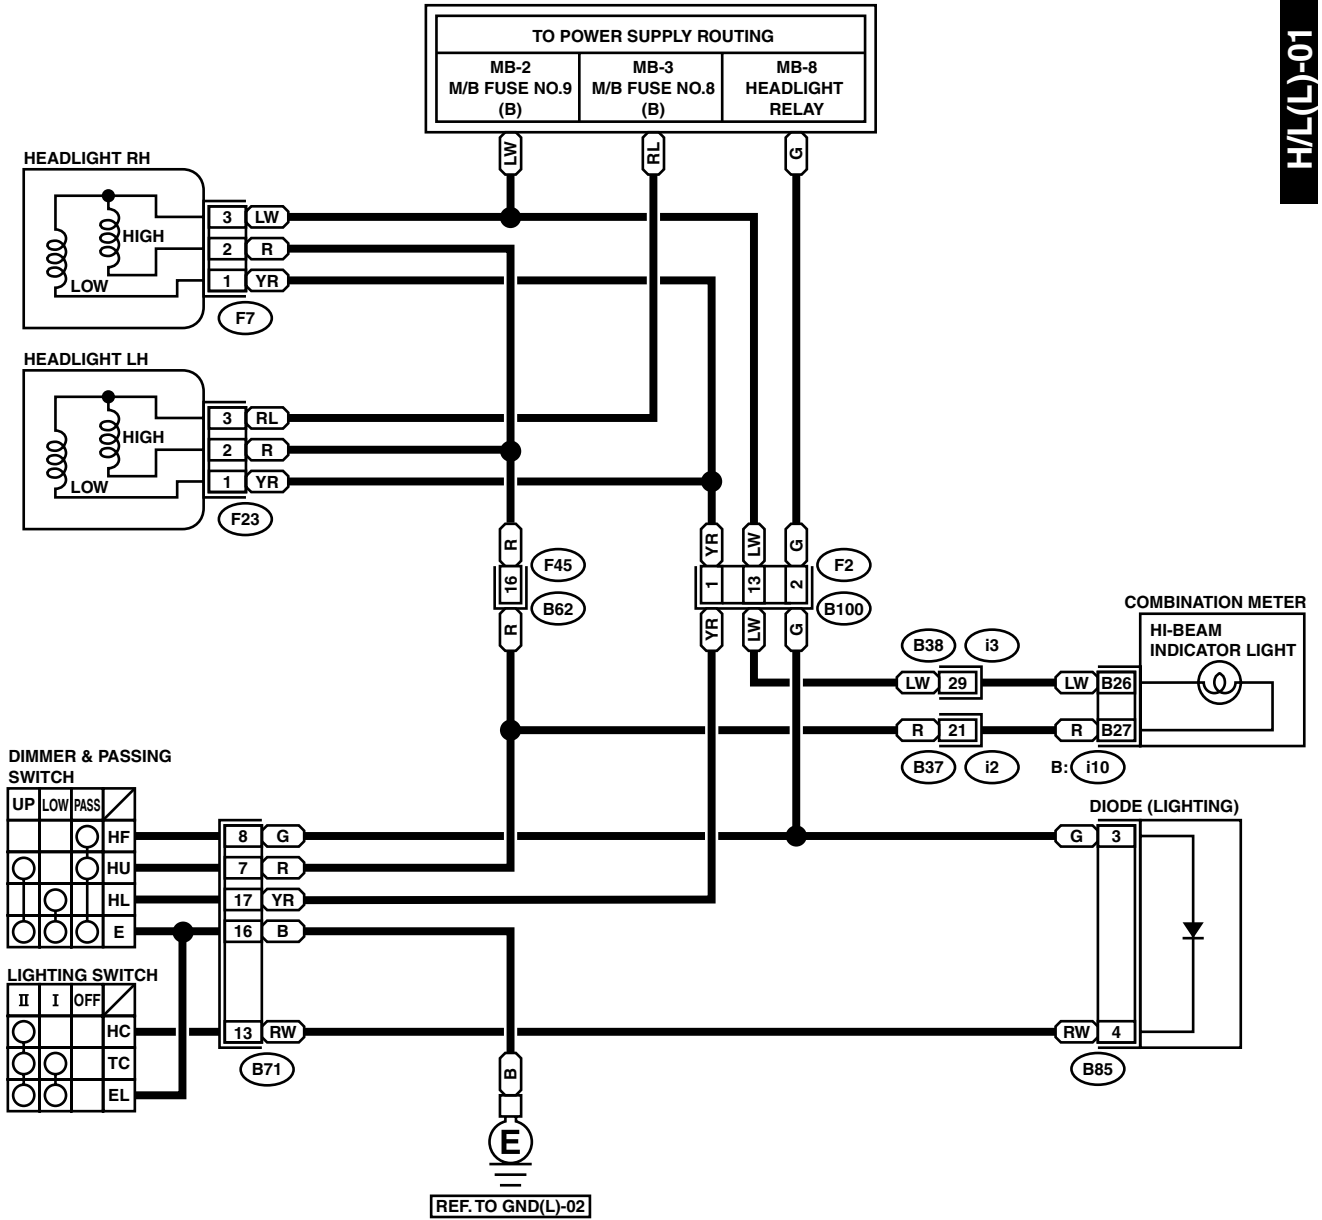 H/L(L)-01
TO POWER SUPPLY ROUTING
MB-2
M/B FUSE NO.9
(B)
MB-3
M/B FUSE NO.8
(B)
MB-8
HEADLIGHT
RELAY
LW
RL
G
HEADLIGHT RH
HIGH
LOW
3 LW
2 R
1 YR
F7
HEADLIGHT LH
HIGH
LOW
3 RL
2 R
1 YR
F23
R
16
R
F45
B62
YR LW G
1 13 2
YR LW G
F2
B100
COMBINATION METER
HI-BEAM
INDICATOR LIGHT
B38 i3
LW 29 LW B26
R 21 R B27
B37 i2 B: i10
DIMMER & PASSING
SWITCH
UP LOW PASS
HF
HU
HL
E
8 G
7 R
17 YR
16 B
13 RW
B71
LIGHTING SWITCH
II I OFF
HC
TC
EL
DIODE (LIGHTING)
G 3
RW 4
B85
B
E
REF. TO GND(L)-02